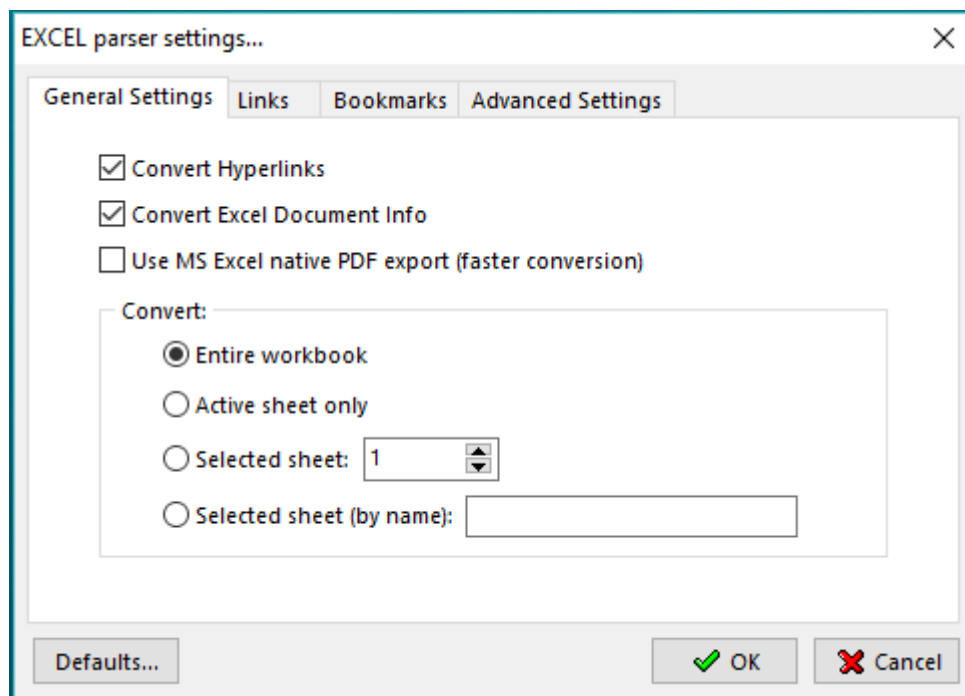 EXCEL parser settings...
General Settings Links Bookmarks Advanced Settings
Convert Hyperlinks
Convert Excel Document Info
Use MS Excel native PDF export (faster conversion)
Convert:
Entire workbook
Active sheet only
Selected sheet: 1
Selected sheet (by name):
Defaults... OK Cancel